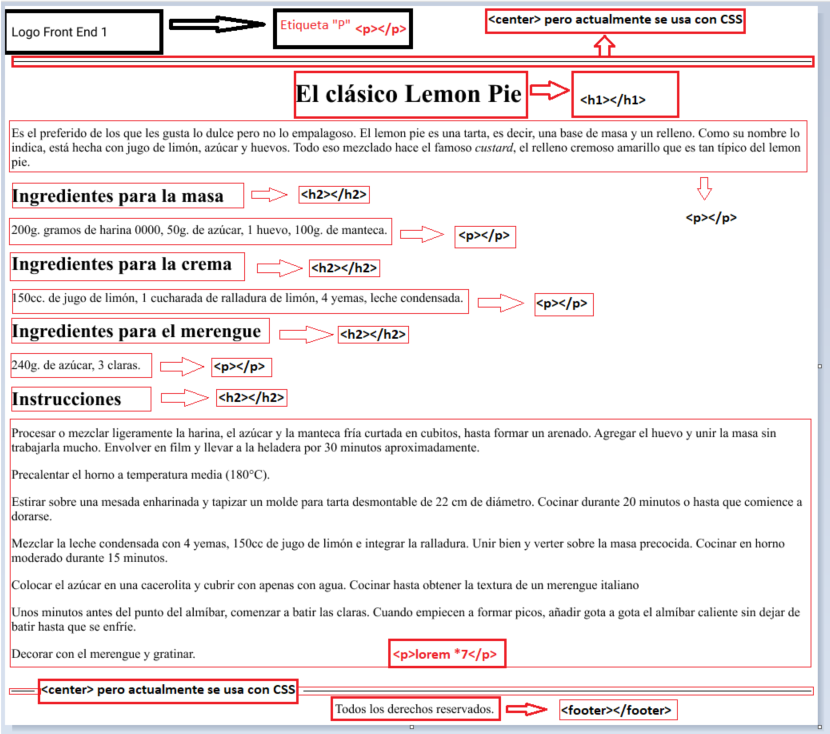 Logo Front End 1
Etiqueta "P" <p></p>
<center> pero actualmente se usa con CSS
El clásico Lemon Pie
<h1></h1>
Es el preferido de los que les gusta lo dulce pero no lo empalagoso. El lemon pie es una tarta, es decir, una base de masa y un relleno. Como su nombre lo
indica, está hecha con jugo de limón, azúcar y huevos. Todo eso mezclado hace el famoso custard, el relleno cremoso amarillo que es tan típico del lemon
pie.
Ingredientes para la masa
<h2></h2>
<p></p>
200g. gramos de harina 0000, 50g. de azúcar, 1 huevo, 100g. de manteca.
<p></p>
Ingredientes para la crema
<h2></h2>
150cc. de jugo de limón, 1 cucharada de ralladura de limón, 4 yemas, leche condensada.
<p></p>
Ingredientes para el merengue
<h2></h2>
240g. de azúcar, 3 claras.
<p></p>
Instrucciones
<h2></h2>
Procesar o mezclar ligeramente la harina, el azúcar y la manteca fría curtada en cubitos, hasta formar un arenado. Agregar el huevo y unir la masa sin
trabajarla mucho. Envolver en film y llevar a la heladera por 30 minutos aproximadamente.
Precalentar el horno a temperatura media (180°C).
Estirar sobre una mesada enharinada y tapizar un molde para tarta desmontable de 22 cm de diámetro. Cocinar durante 20 minutos o hasta que comience a
dorarse.
Mezclar la leche condensada con 4 yemas, 150cc de jugo de limón e integrar la ralladura. Unir bien y verter sobre la masa precocida. Cocinar en horno
moderado durante 15 minutos.
Colocar el azúcar en una cacerolita y cubrir con apenas con agua. Cocinar hasta obtener la textura de un merengue italiano
Unos minutos antes del punto del almíbar, comenzar a batir las claras. Cuando empiecen a formar picos, añadir gota a gota el almíbar caliente sin dejar de
batir hasta que se enfríe.
Decorar con el merengue y gratinar.
<p>lorem *7</p>
<center> pero actualmente se usa con CSS
Todos los derechos reservados.
<footer></footer>